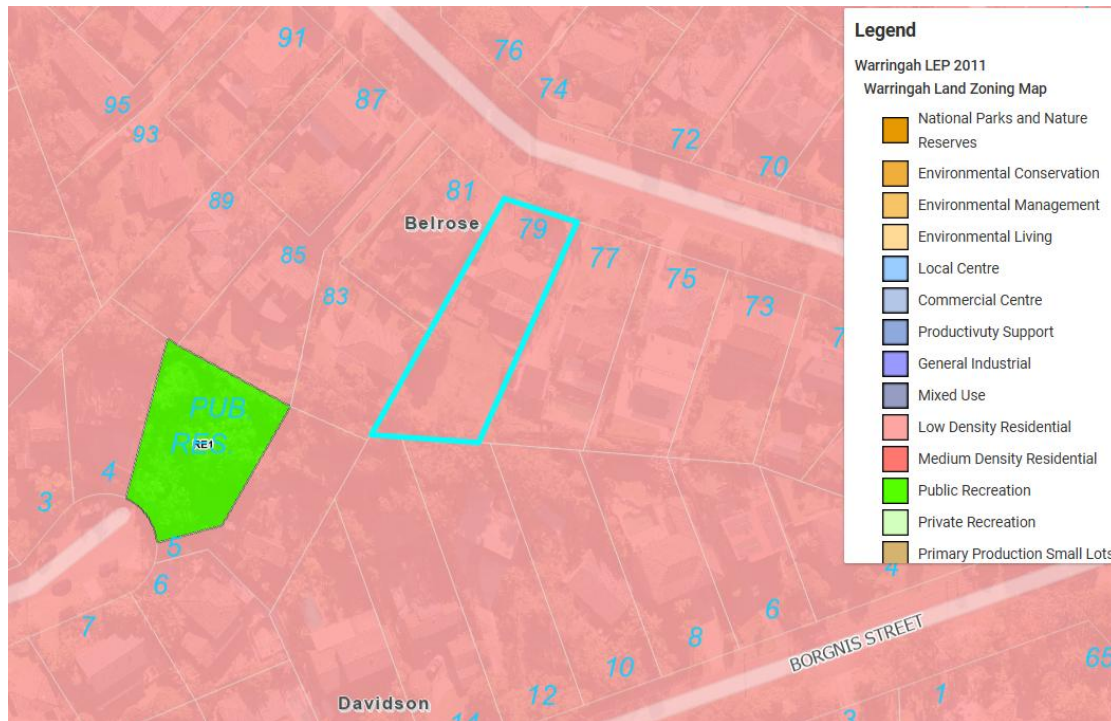 91
76
74
95
93
87
72
70
89
81
Belrose
79
77
85
83
75
73
PUB
RES.
RE1
4
3
5
6
7
4
6
8
10
12
14
BORGNIS STREET
65
1
3
Davidson
Legend
Warringah LEP 2011
Warringah Land Zoning Map
National Parks and Nature
Reserves
Environmental Conservation
Environmental Management
Environmental Living
Local Centre
Commercial Centre
Productivuty Support
General Industrial
Mixed Use
Low Density Residential
Medium Density Residential
Public Recreation
Private Recreation
Primary Production Small Lots